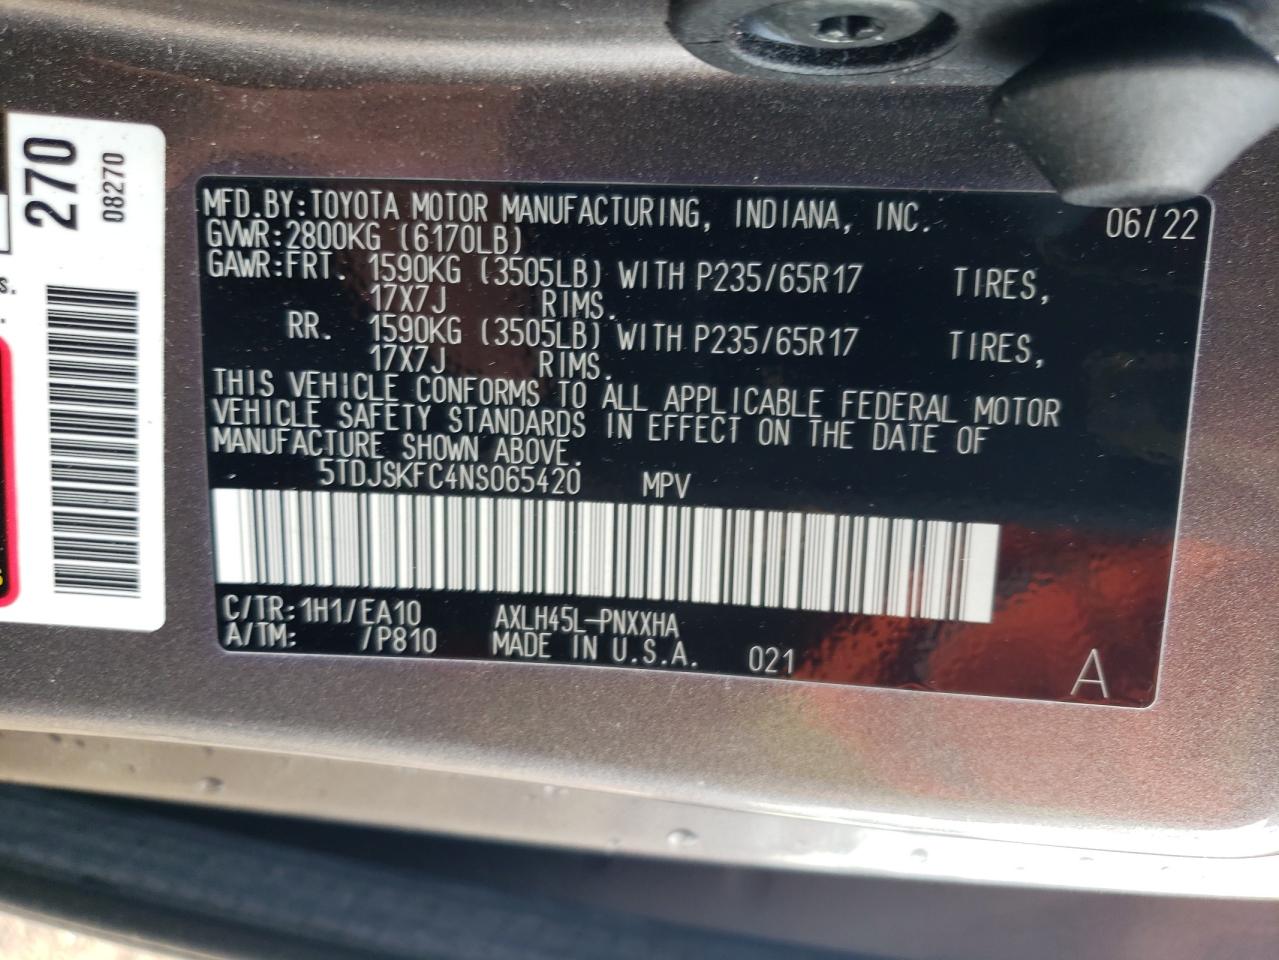 270
08270
s.
MFD.BY:TOYOTA MOTOR MANUFACTURING, INDIANA, INC. 06/22
GVWR:2800KG (6170LB)
GAWR:FRT. 1590KG (3505LB) WITH P235/65R17 TIRES,
17X7J RIMS.
RR. 1590KG (3505LB) WITH P235/65R17 TIRES,
17X7J RIMS.
THIS VEHICLE CONFORMS TO ALL APPLICABLE FEDERAL MOTOR
VEHICLE SAFETY STANDARDS IN EFFECT ON THE DATE OF
MANUFACTURE SHOWN ABOVE.
5TDJSKFC4NS065420 MPV
C/TR:1H1/EA10 AXLH45L-PNXXHA
A/TM: /P810 MADE IN U.S.A. 021 A